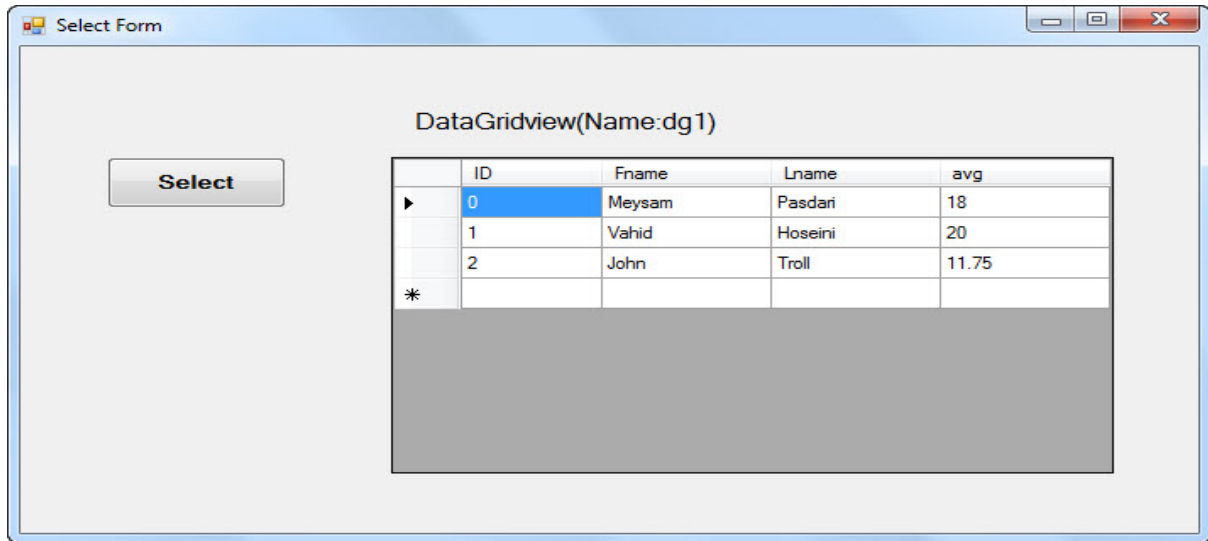 Select Form
DataGridview(Name:dg1)
Select
ID Fname Lname avg
0 Meysam Pasdari 18
1 Vahid Hoseini 20
2 John Troll 11.75